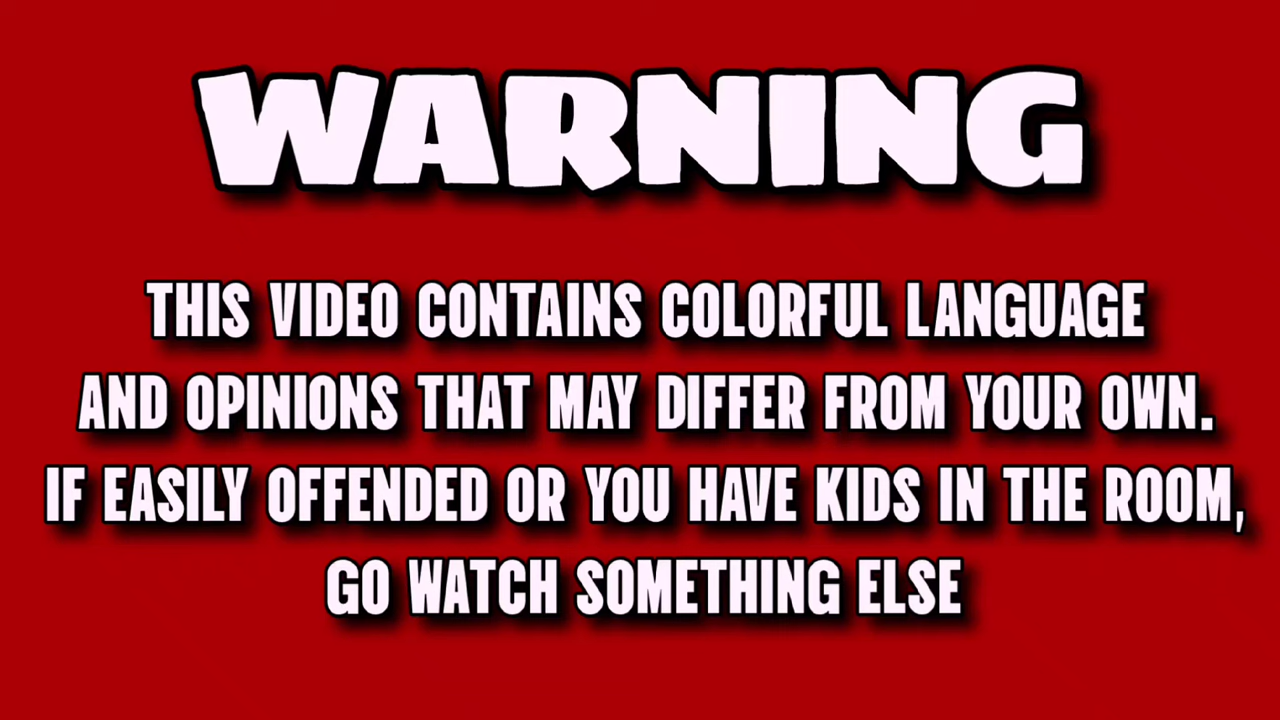 WARNING
THIS VIDEO CONTAINS COLORFUL LANGUAGE
AND OPINIONS THAT MAY DIFFER FROM YOUR OWN.
IF EASILY OFFENDED OR YOU HAVE KIDS IN THE ROOM,
GO WATCH SOMETHING ELSE